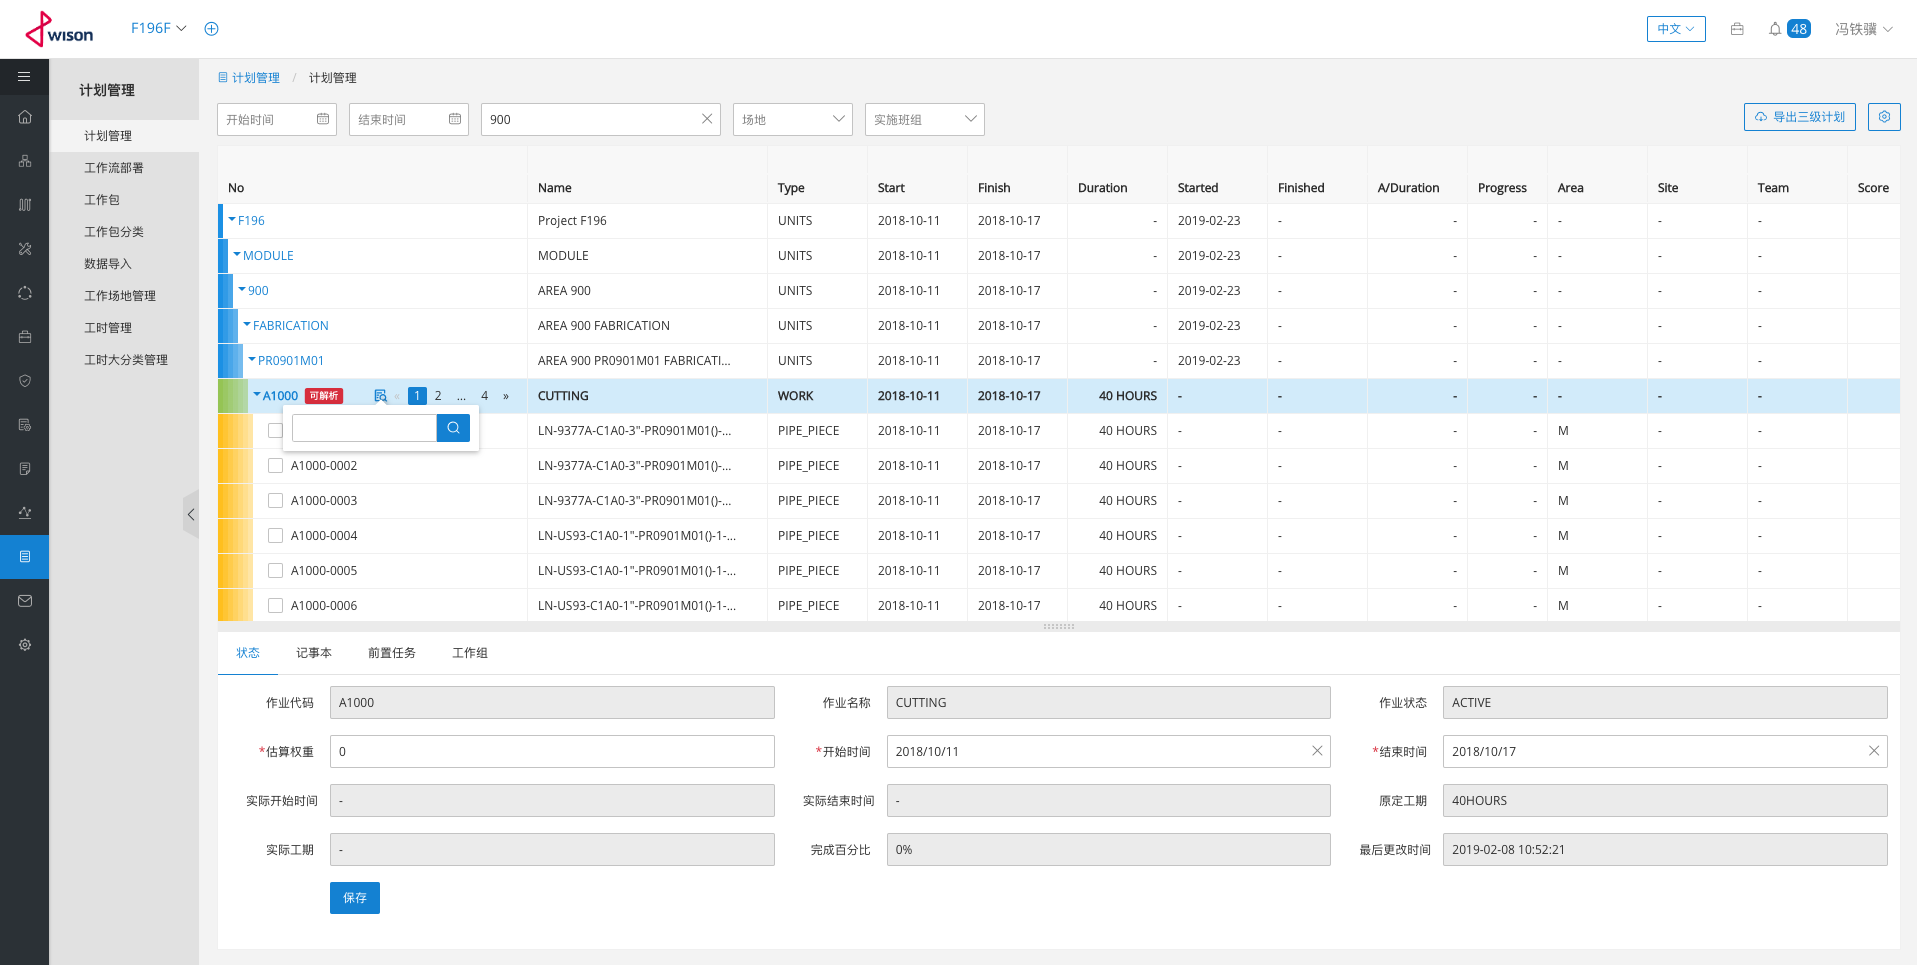 wison F196F 中文 48 冯铁骥
计划管理
计划管理
工作流部署
工作包
工作包分类
数据导入
工作场地管理
工时管理
工时大分类管理
计划管理 / 计划管理
开始时间 结束时间 900 场地 实施班组 导出三级计划
No Name Type Start Finish Duration Started Finished A/Duration Progress Area Site Team Score
F196 Project F196 UNITS 2018-10-11 2018-10-17 - 2019-02-23 - - - - - -
MODULE MODULE UNITS 2018-10-11 2018-10-17 - 2019-02-23 - - - - - -
900 AREA 900 UNITS 2018-10-11 2018-10-17 - 2019-02-23 - - - - - -
FABRICATION AREA 900 FABRICATION UNITS 2018-10-11 2018-10-17 - 2019-02-23 - - - - - -
PR0901M01 AREA 900 PR0901M01 FABRICATI... UNITS 2018-10-11 2018-10-17 - 2019-02-23 - - - - - -
A1000 可解析 « 1 2 ... 4 » CUTTING WORK 2018-10-11 2018-10-17 40 HOURS - - - - - - -
LN-9377A-C1A0-3"-PR0901M01()-... PIPE_PIECE 2018-10-11 2018-10-17 40 HOURS - - - - M - -
A1000-0002 LN-9377A-C1A0-3"-PR0901M01()-... PIPE_PIECE 2018-10-11 2018-10-17 40 HOURS - - - - M - -
A1000-0003 LN-9377A-C1A0-3"-PR0901M01()-... PIPE_PIECE 2018-10-11 2018-10-17 40 HOURS - - - - M - -
A1000-0004 LN-US93-C1A0-1"-PR0901M01()-1-... PIPE_PIECE 2018-10-11 2018-10-17 40 HOURS - - - - M - -
A1000-0005 LN-US93-C1A0-1"-PR0901M01()-1-... PIPE_PIECE 2018-10-11 2018-10-17 40 HOURS - - - - M - -
A1000-0006 LN-US93-C1A0-1"-PR0901M01()-1-... PIPE_PIECE 2018-10-11 2018-10-17 40 HOURS - - - - M - -
状态 记事本 前置任务 工作组
作业代码 A1000 作业名称 CUTTING 作业状态 ACTIVE
*估算权重 0 *开始时间 2018/10/11 *结束时间 2018/10/17
实际开始时间 - 实际结束时间 - 原定工期 40HOURS
实际工期 - 完成百分比 0% 最后更改时间 2019-02-08 10:52:21
保存